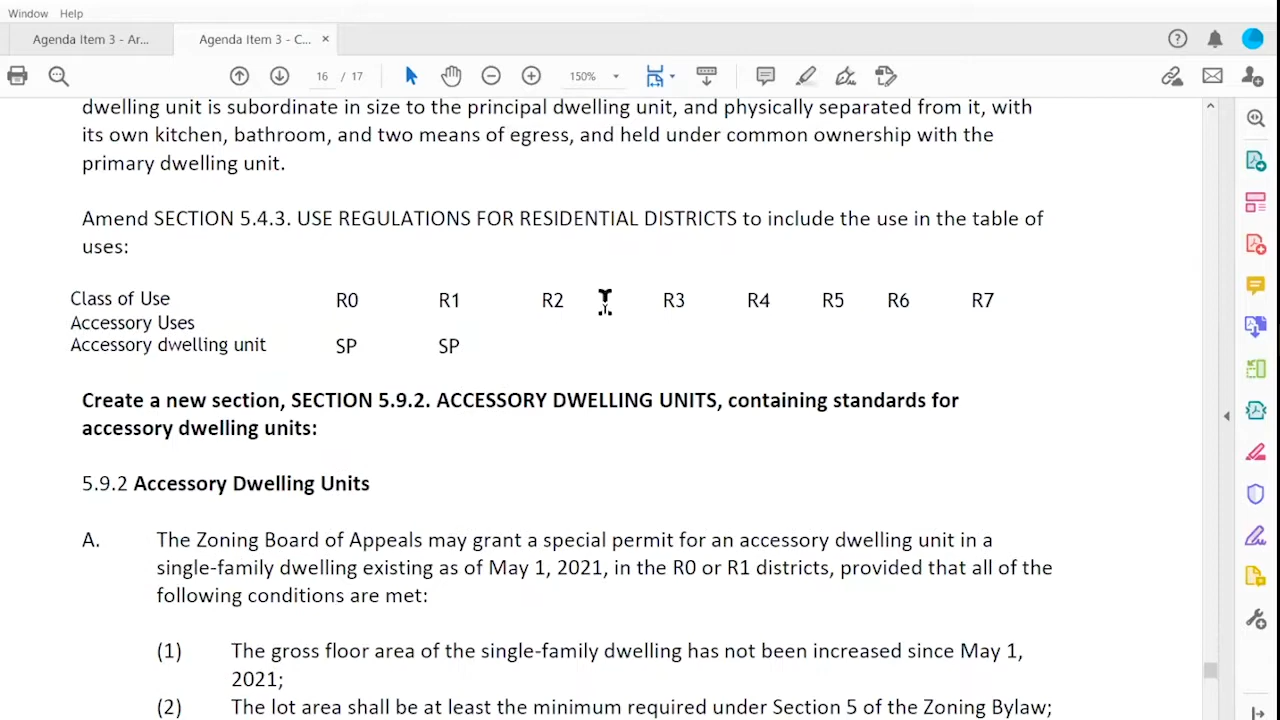 Window Help
Agenda Item 3 - Ar...
Agenda Item 3 - C... ×
16 / 17
150%
dwelling unit is subordinate in size to the principal dwelling unit, and physically separated from it, with
its own kitchen, bathroom, and two means of egress, and held under common ownership with the
primary dwelling unit.
Amend SECTION 5.4.3. USE REGULATIONS FOR RESIDENTIAL DISTRICTS to include the use in the table of
uses:
Class of Use R0 R1 R2 R3 R4 R5 R6 R7
Accessory Uses
Accessory dwelling unit SP SP
Create a new section, SECTION 5.9.2. ACCESSORY DWELLING UNITS, containing standards for
accessory dwelling units:
5.9.2 Accessory Dwelling Units
A. The Zoning Board of Appeals may grant a special permit for an accessory dwelling unit in a
single-family dwelling existing as of May 1, 2021, in the R0 or R1 districts, provided that all of the
following conditions are met:
(1) The gross floor area of the single-family dwelling has not been increased since May 1,
2021;
(2) The lot area shall be at least the minimum required under Section 5 of the Zoning Bylaw;